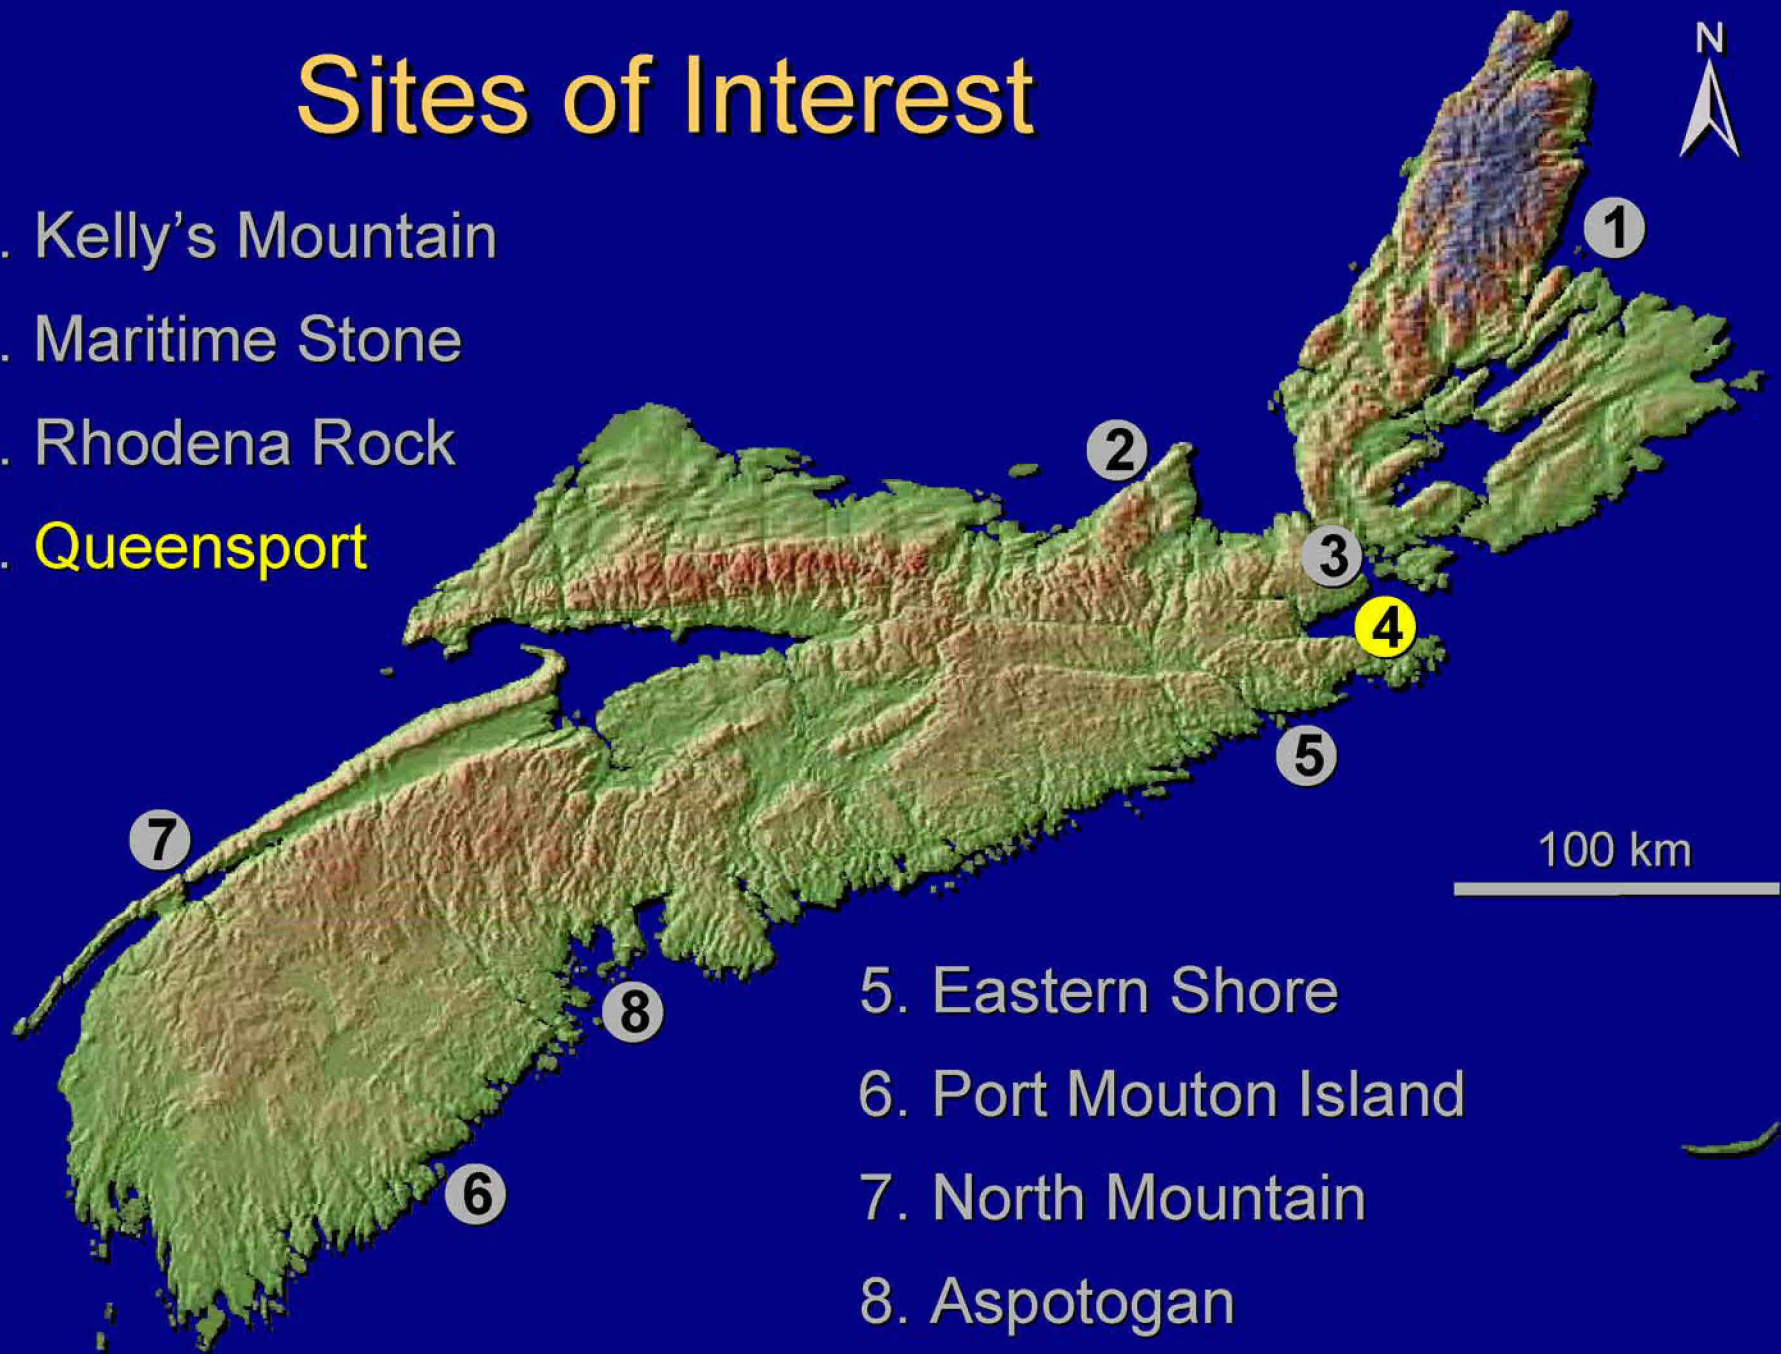 Sites of Interest
N
. Kelly's Mountain
. Maritime Stone
. Rhodena Rock
. Queensport
1
2
3
4
5
7
100 km
8
6
5. Eastern Shore
6. Port Mouton Island
7. North Mountain
8. Aspotogan